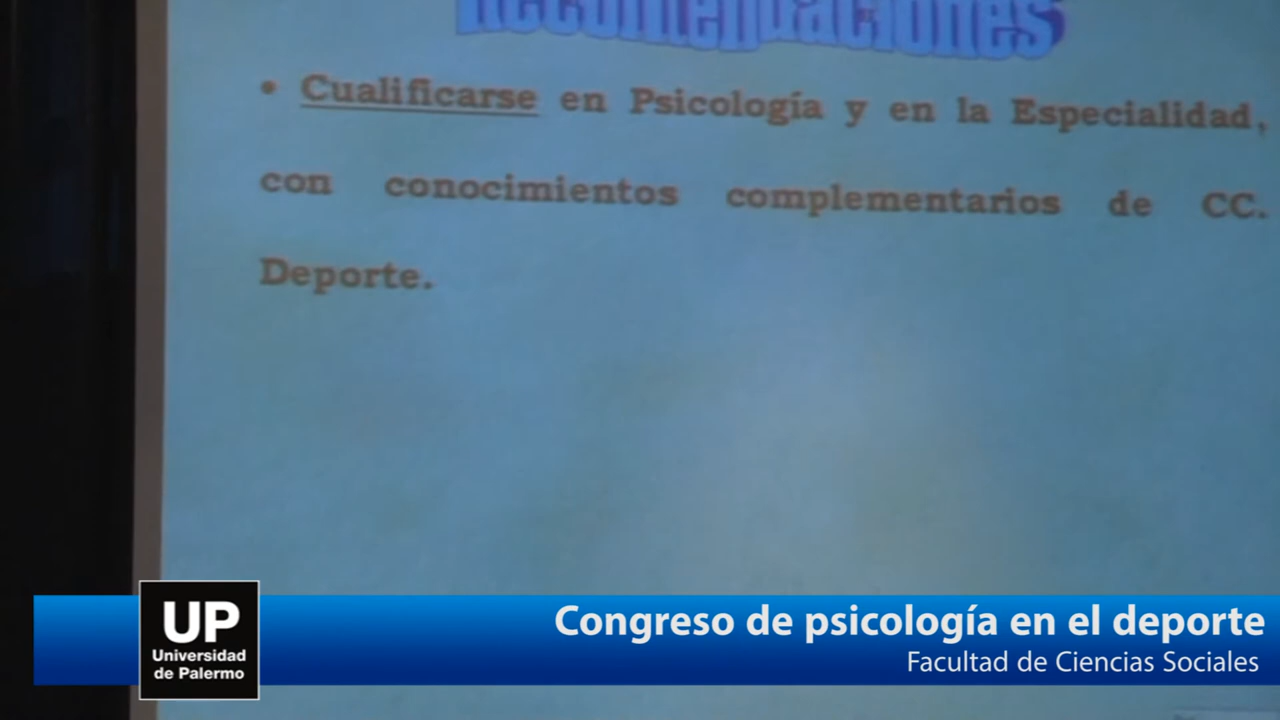 Recomendaciones
• Cualificarse en Psicología y en la Especialidad,
con conocimientos complementarios de CC.
Deporte.
UP
Universidad
de Palermo
Congreso de psicología en el deporte
Facultad de Ciencias Sociales